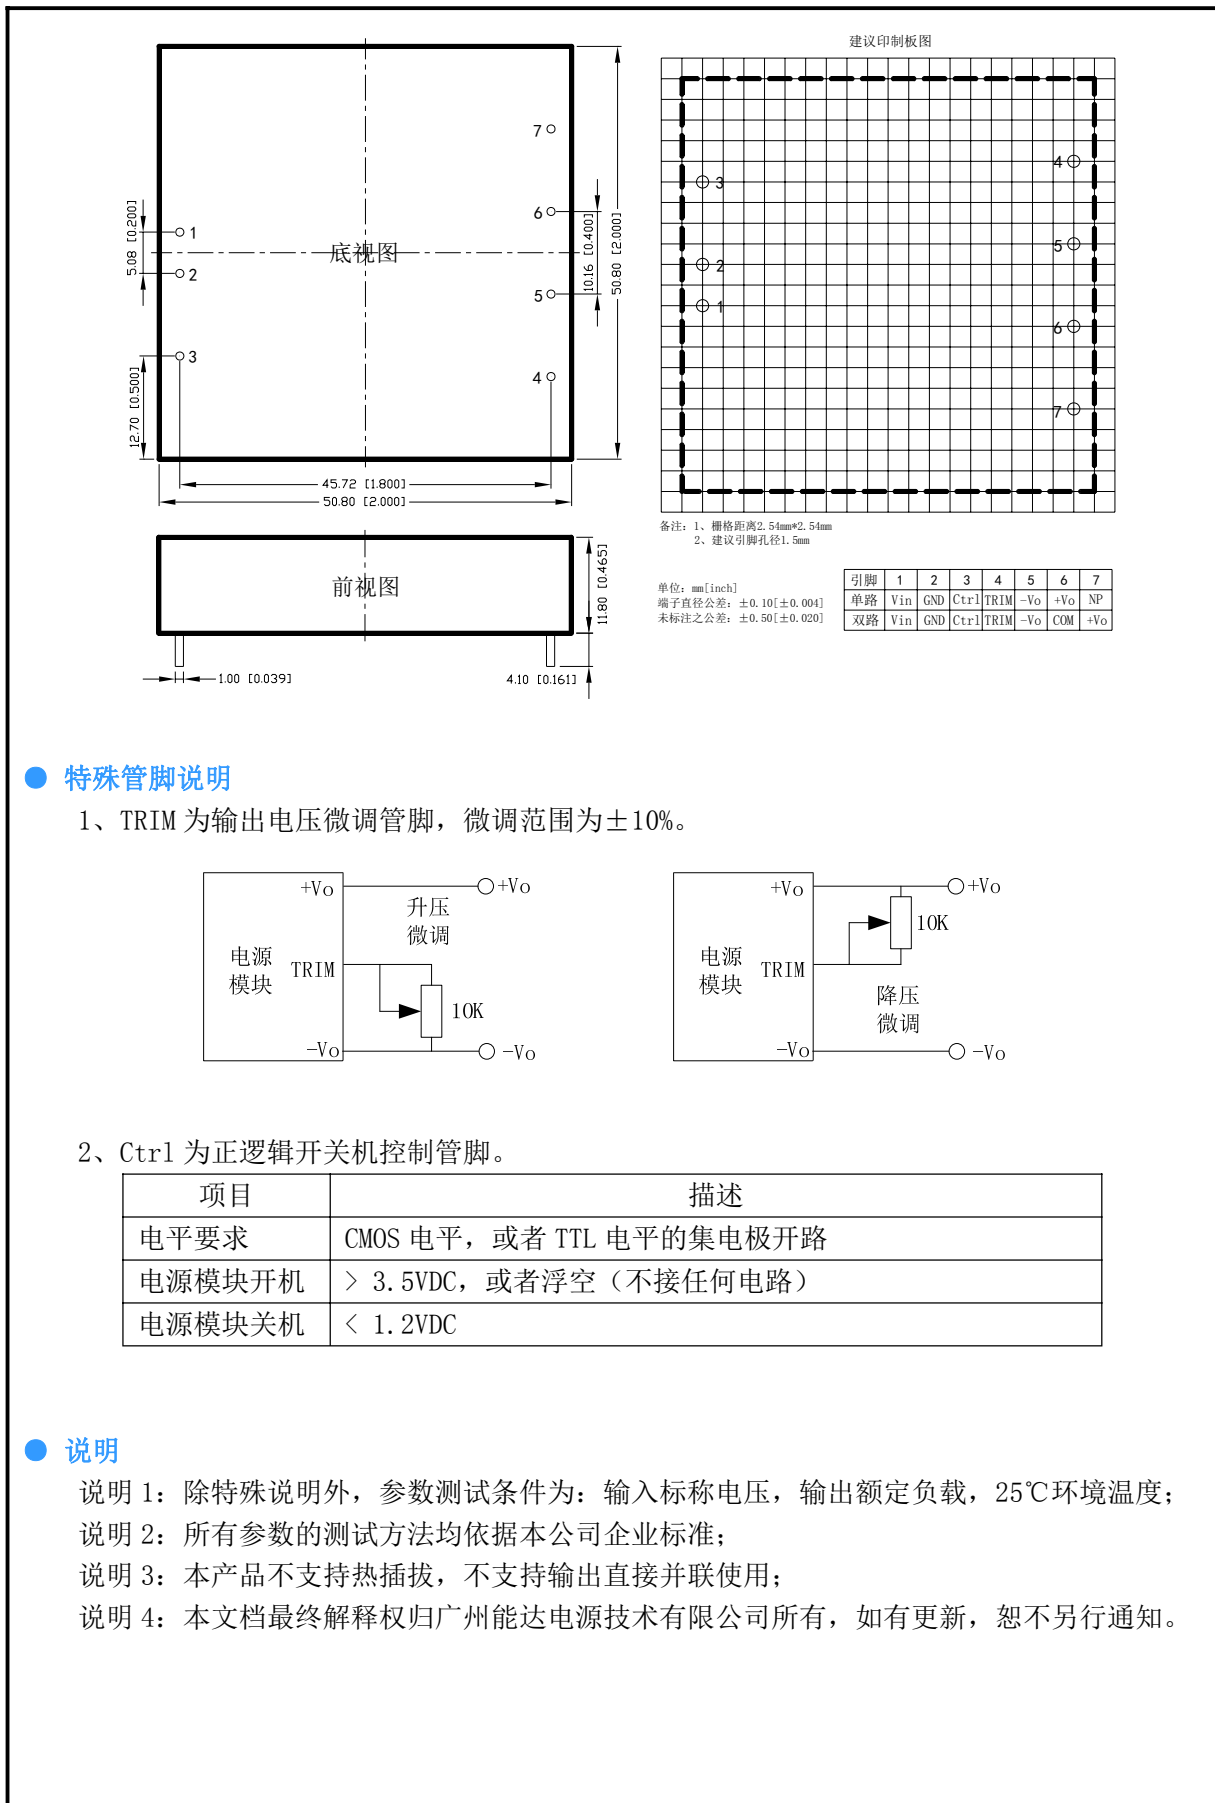 建议印制板图
7
6
5
4
1
2
3
底视图
5.08 [0.200]
12.70 [0.500]
10.16 [0.400]
50.80 [2.000]
45.72 [1.800]
50.80 [2.000]
3
2
1
4
5
6
7
备注：1、栅格距离2.54mm*2.54mm
2、建议引脚孔径1.5mm
前视图
11.80 [0.465]
1.00 [0.039]
4.10 [0.161]
单位：mm[inch]
端子直径公差：±0.10[±0.004]
未标注之公差：±0.50[±0.020]
引脚 1 2 3 4 5 6 7
单路 Vin GND Ctrl TRIM -Vo +Vo NP
双路 Vin GND Ctrl TRIM -Vo COM +Vo
● 特殊管脚说明
1、TRIM 为输出电压微调管脚，微调范围为±10%。
+Vo
+Vo
升压
微调
电源
模块
TRIM
10K
-Vo
-Vo
+Vo
+Vo
10K
电源
模块
TRIM
降压
微调
-Vo
-Vo
2、Ctrl 为正逻辑开关机控制管脚。
项目 描述
电平要求 CMOS 电平，或者 TTL 电平的集电极开路
电源模块开机 > 3.5VDC，或者浮空（不接任何电路）
电源模块关机 < 1.2VDC
● 说明
说明 1：除特殊说明外，参数测试条件为：输入标称电压，输出额定负载，25℃环境温度；
说明 2：所有参数的测试方法均依据本公司企业标准；
说明 3：本产品不支持热插拔，不支持输出直接并联使用；
说明 4：本文档最终解释权归广州能达电源技术有限公司所有，如有更新，恕不另行通知。